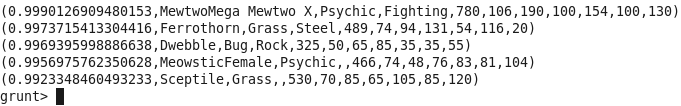 (0.9990126909480153,MewtwoMega Mewtwo X,Psychic,Fighting,780,106,190,100,154,100,130)
(0.9973715413304416,Ferrothorn,Grass,Steel,489,74,94,131,54,116,20)
(0.9969395998886638,Dwebble,Bug,Rock,325,50,65,85,35,35,55)
(0.9956975762350628,MeowsticFemale,Psychic,,466,74,48,76,83,81,104)
(0.9923348460493233,Sceptile,Grass,,530,70,85,65,105,85,120)
grunt>